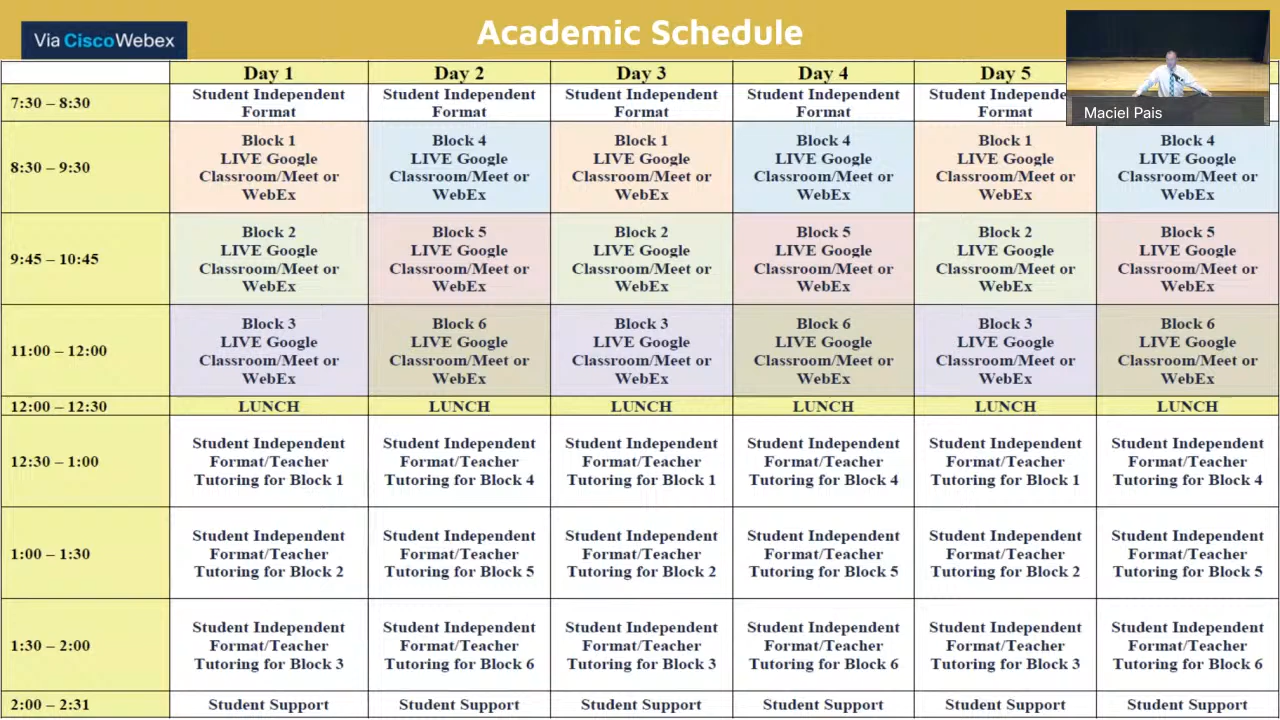 Via CiscoWebex
Academic Schedule
Maciel Pais
Day 1 Day 2 Day 3 Day 4 Day 5
7:30 – 8:30
Student Independent Student Independent Student Independent Student Independent Student Independent
Format Format Format Format Format
8:30 – 9:30
Block 1 Block 4 Block 1 Block 4 Block 1 Block 4
LIVE Google LIVE Google LIVE Google LIVE Google LIVE Google LIVE Google
Classroom/Meet or Classroom/Meet or Classroom/Meet or Classroom/Meet or Classroom/Meet or Classroom/Meet or
WebEx WebEx WebEx WebEx WebEx WebEx
9:45 – 10:45
Block 2 Block 5 Block 2 Block 5 Block 2 Block 5
LIVE Google LIVE Google LIVE Google LIVE Google LIVE Google LIVE Google
Classroom/Meet or Classroom/Meet or Classroom/Meet or Classroom/Meet or Classroom/Meet or Classroom/Meet or
WebEx WebEx WebEx WebEx WebEx WebEx
11:00 – 12:00
Block 3 Block 6 Block 3 Block 6 Block 3 Block 6
LIVE Google LIVE Google LIVE Google LIVE Google LIVE Google LIVE Google
Classroom/Meet or Classroom/Meet or Classroom/Meet or Classroom/Meet or Classroom/Meet or Classroom/Meet or
WebEx WebEx WebEx WebEx WebEx WebEx
12:00 – 12:30 LUNCH LUNCH LUNCH LUNCH LUNCH LUNCH
12:30 – 1:00
Student Independent Student Independent Student Independent Student Independent Student Independent Student Independent
Format/Teacher Format/Teacher Format/Teacher Format/Teacher Format/Teacher Format/Teacher
Tutoring for Block 1 Tutoring for Block 4 Tutoring for Block 1 Tutoring for Block 4 Tutoring for Block 1 Tutoring for Block 4
1:00 – 1:30
Student Independent Student Independent Student Independent Student Independent Student Independent Student Independent
Format/Teacher Format/Teacher Format/Teacher Format/Teacher Format/Teacher Format/Teacher
Tutoring for Block 2 Tutoring for Block 5 Tutoring for Block 2 Tutoring for Block 5 Tutoring for Block 2 Tutoring for Block 5
1:30 – 2:00
Student Independent Student Independent Student Independent Student Independent Student Independent Student Independent
Format/Teacher Format/Teacher Format/Teacher Format/Teacher Format/Teacher Format/Teacher
Tutoring for Block 3 Tutoring for Block 6 Tutoring for Block 3 Tutoring for Block 6 Tutoring for Block 3 Tutoring for Block 6
2:00 – 2:31 Student Support Student Support Student Support Student Support Student Support Student Support